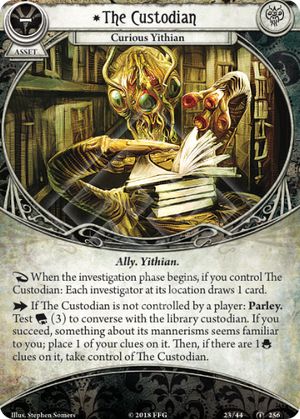 *The Custodian
Curious Yithian
ASSET
Ally. Yithian.
When the investigation phase begins, if you control The
Custodian: Each investigator at its location draws 1 card.
If The Custodian is not controlled by a player: Parley.
Test (3) to converse with the library custodian. If you
succeed, something about its mannerisms seems familiar
to you; place 1 of your clues on it. Then, if there are 1
clues on it, take control of The Custodian.
Illus. Stephen Somers
© 2018 FFG
23/44
256